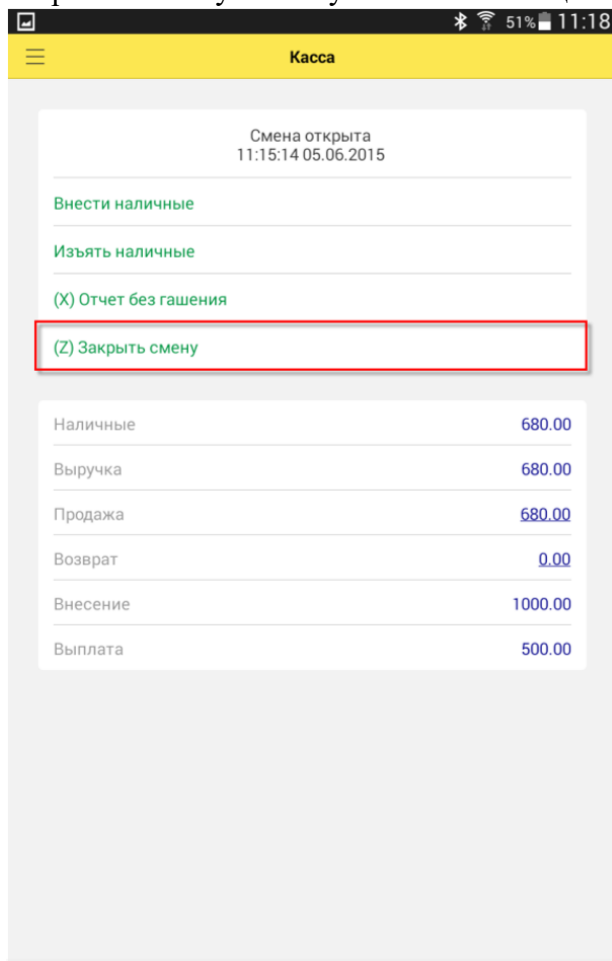 51% 11:18
Касса
Смена открыта
11:15:14 05.06.2015
Внести наличные
Изъять наличные
(X) Отчет без гашения
(Z) Закрыть смену
Наличные 680.00
Выручка 680.00
Продажа 680.00
Возврат 0.00
Внесение 1000.00
Выплата 500.00